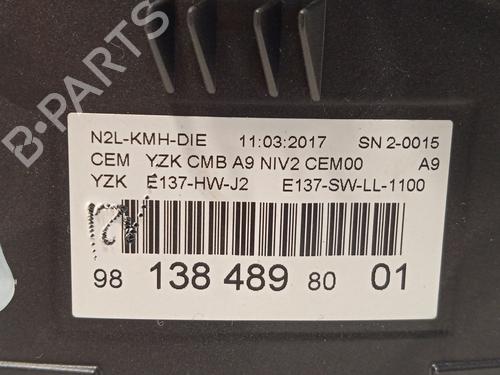 B-PARTS
N2L-KMH-DIE 11:03:2017 SN 2-0015
CEM YZK CMB A9 NIV2 CEM00 A9
YZK E137-HW-J2 E137-SW-LL-1100
98 138 489 80 01